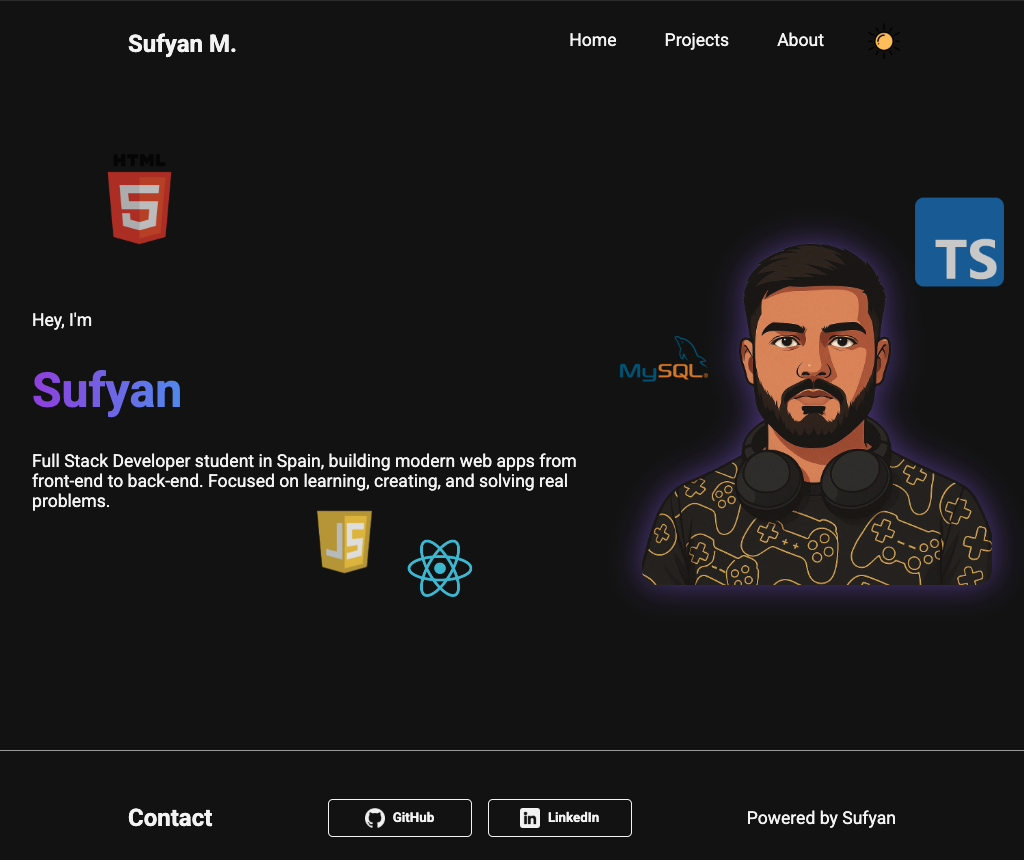 Sufyan M.
Home
Projects
About
HTML
5
TS
Hey, I'm
MySQL®
Sufyan
Full Stack Developer student in Spain, building modern web apps from
front-end to back-end. Focused on learning, creating, and solving real
problems.
JS
Contact
GitHub
in LinkedIn
Powered by Sufyan